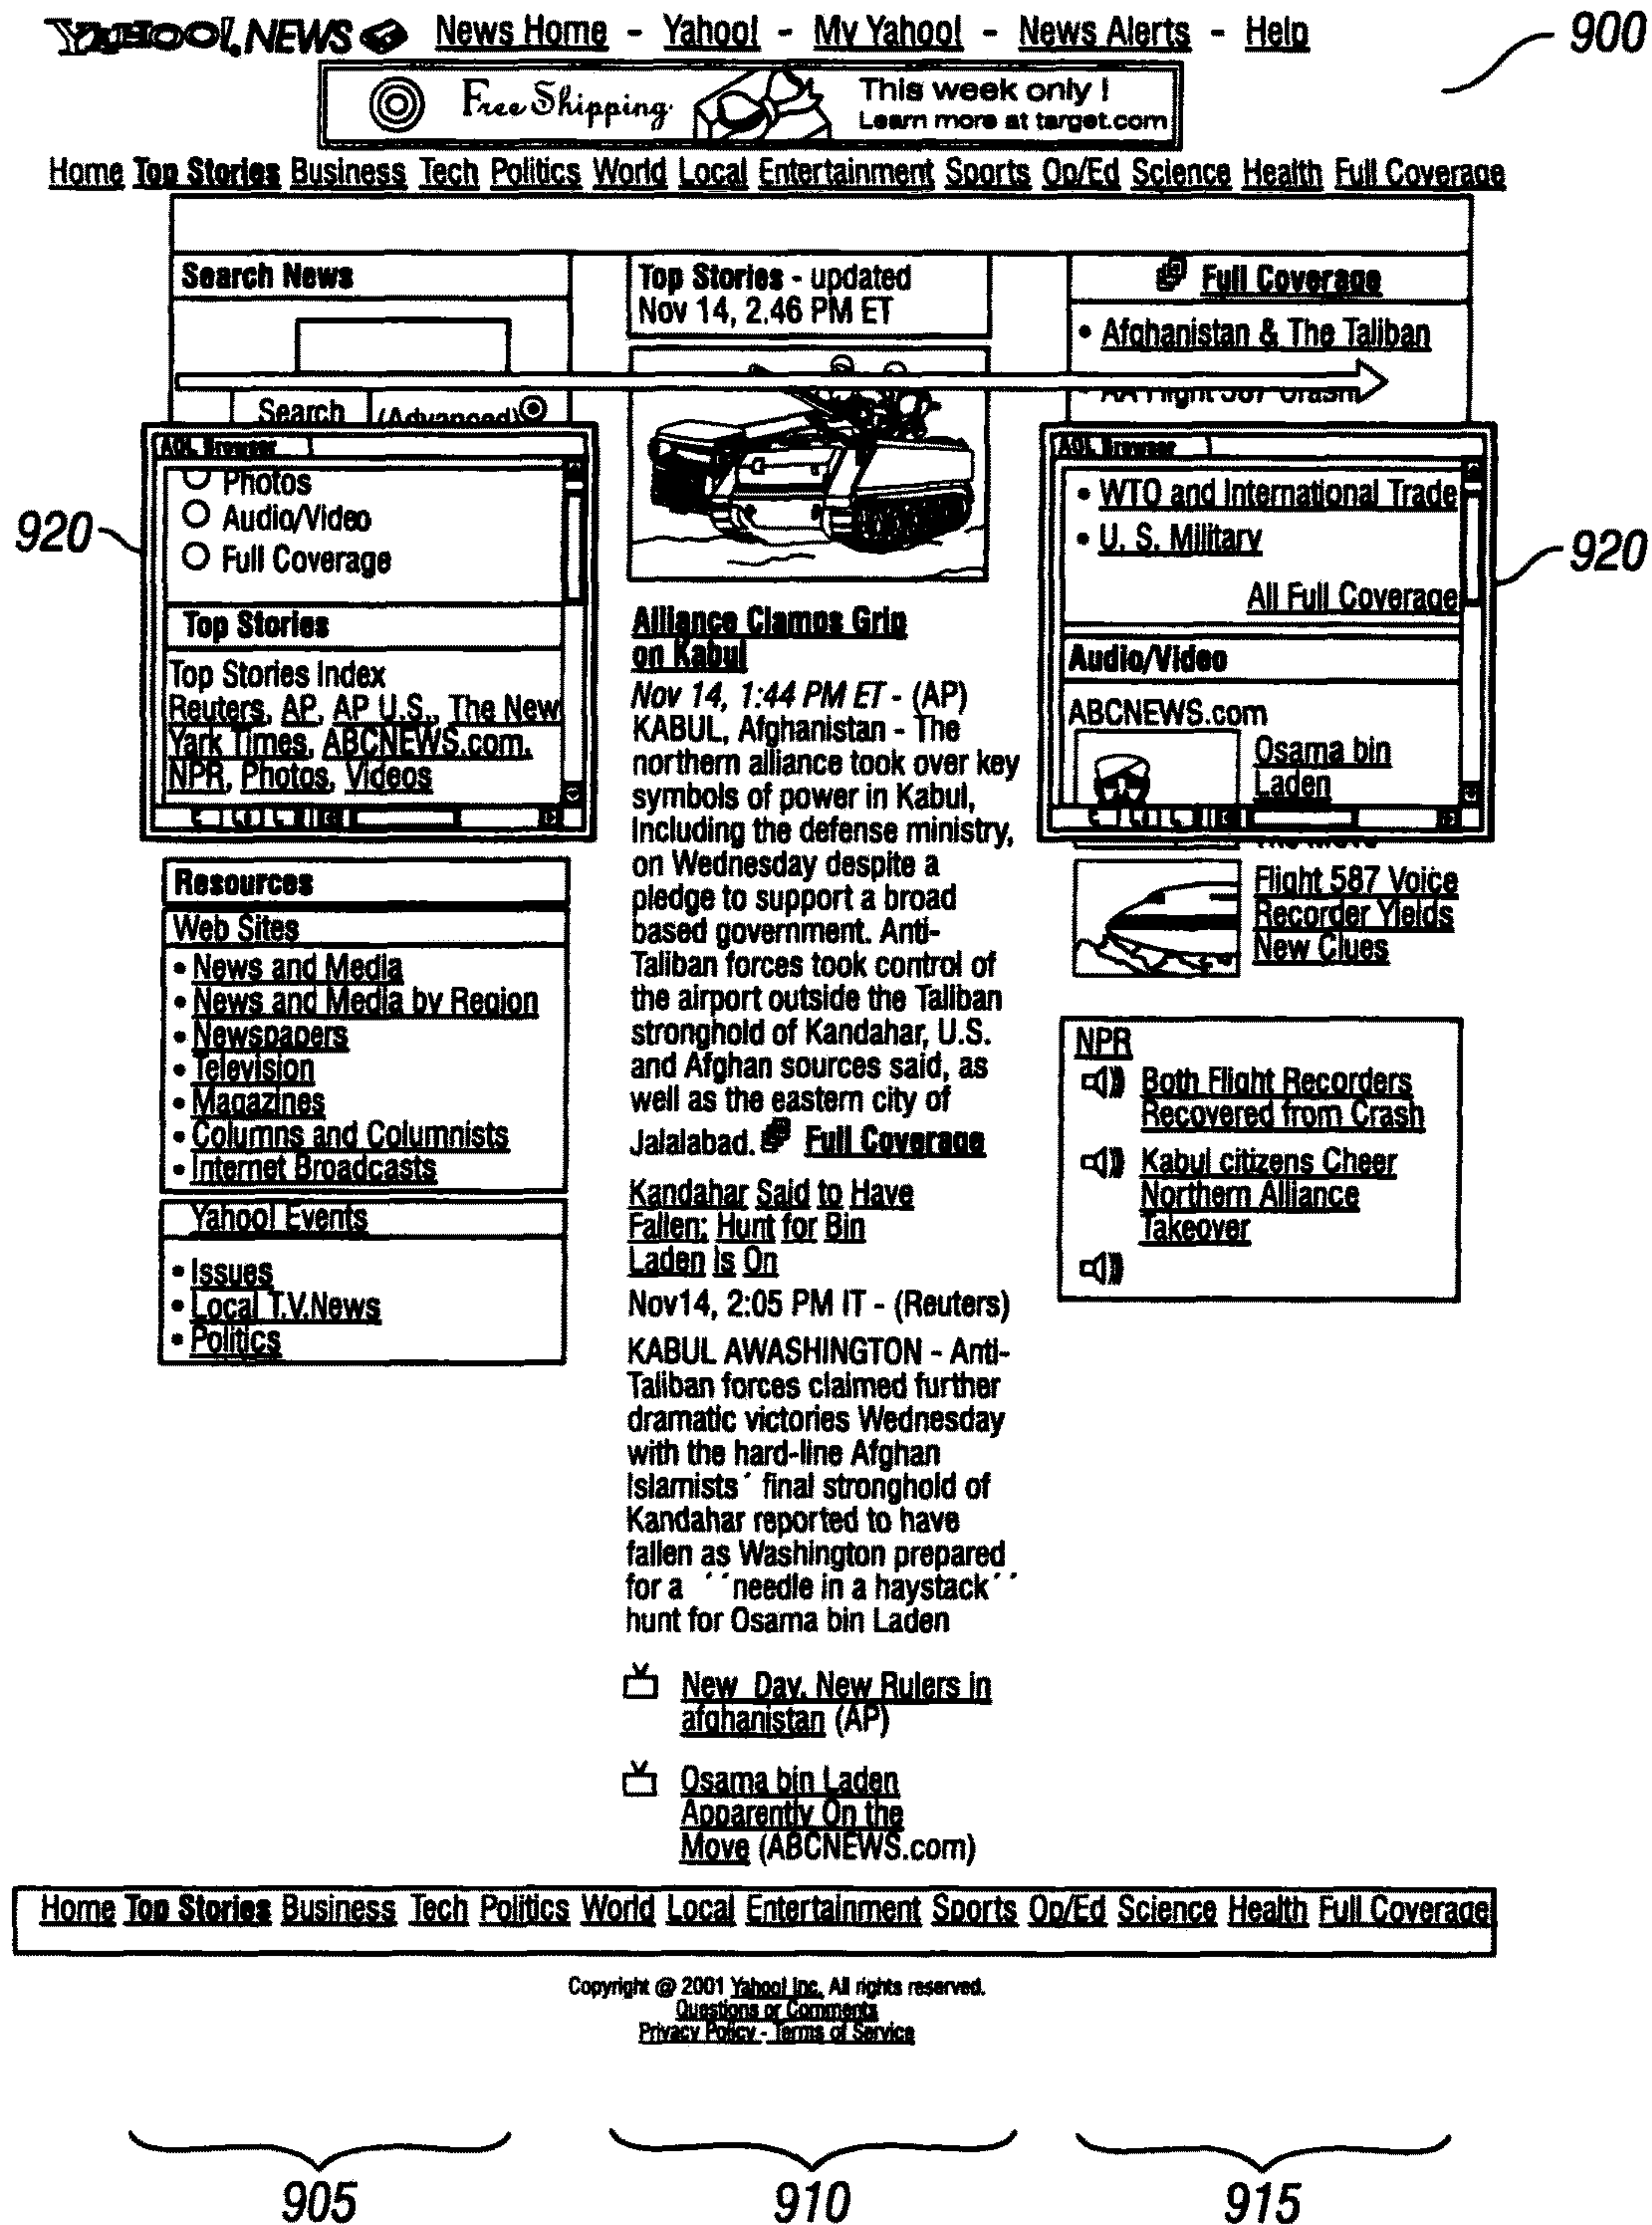 YAHOO!. NEWS News Home - Yahoo! - My Yahoo! - News Alerts - Help
900
Free Shipping
This week only !
Learn more at target.com
Home Top Stories Business Tech Politics World Local Entertainment Sports Op/Ed Science Health Full Coverage
Search News
Search (Advanced)
920
AOL Browser
Photos
Audio/Video
Full Coverage
Top Stories
Top Stories Index
Reuters, AP, AP U.S., The New
Yark Times, ABCNEWS.com,
NPR, Photos, Videos
Resources
Web Sites
• News and Media
• News and Media by Region
• Newspapers
• Television
• Magazines
• Columns and Columnists
• Internet Broadcasts
Yahoo! Events
• Issues
• Local T.V.News
• Politics
Top Stories - updated
Nov 14, 2.46 PM ET
Alliance Clamps Grip
on Kabul
Nov 14, 1:44 PM ET - (AP)
KABUL, Afghanistan - The
northern alliance took over key
symbols of power in Kabul,
Including the defense ministry,
on Wednesday despite a
pledge to support a broad
based government. Anti-
Taliban forces took control of
the airport outside the Taliban
stronghold of Kandahar, U.S.
and Afghan sources said, as
well as the eastern city of
Jalalabad. Full Coverage
Kandahar Said to Have
Fallen; Hunt for Bin
Laden Is On
Nov14, 2:05 PM IT - (Reuters)
KABUL AWASHINGTON - Anti-
Taliban forces claimed further
dramatic victories Wednesday
with the hard-line Afghan
Islamists´ final stronghold of
Kandahar reported to have
fallen as Washington prepared
for a ´´needle in a haystack´´
hunt for Osama bin Laden
New Day, New Rulers in
afghanistan (AP)
Osama bin Laden
Apparently On the
Move (ABCNEWS.com)
Full Coverage
• Afghanistan & The Taliban
AA Flight 587 Crash
920
AOL Browser
• WTO and International Trade
• U. S. Military
All Full Coverage
Audio/Video
ABCNEWS.com
Osama bin
Laden
Flight 587 Voice
Recorder Yields
New Clues
NPR
Both Flight Recorders
Recovered from Crash
Kabul citizens Cheer
Northern Alliance
Takeover
Home Top Stories Business Tech Politics World Local Entertainment Sports Op/Ed Science Health Full Coverage
Copyright @ 2001 Yahoo! Inc. All rights reserved.
Questions or Comments
Privacy Policy - Terms of Service
905
910
915